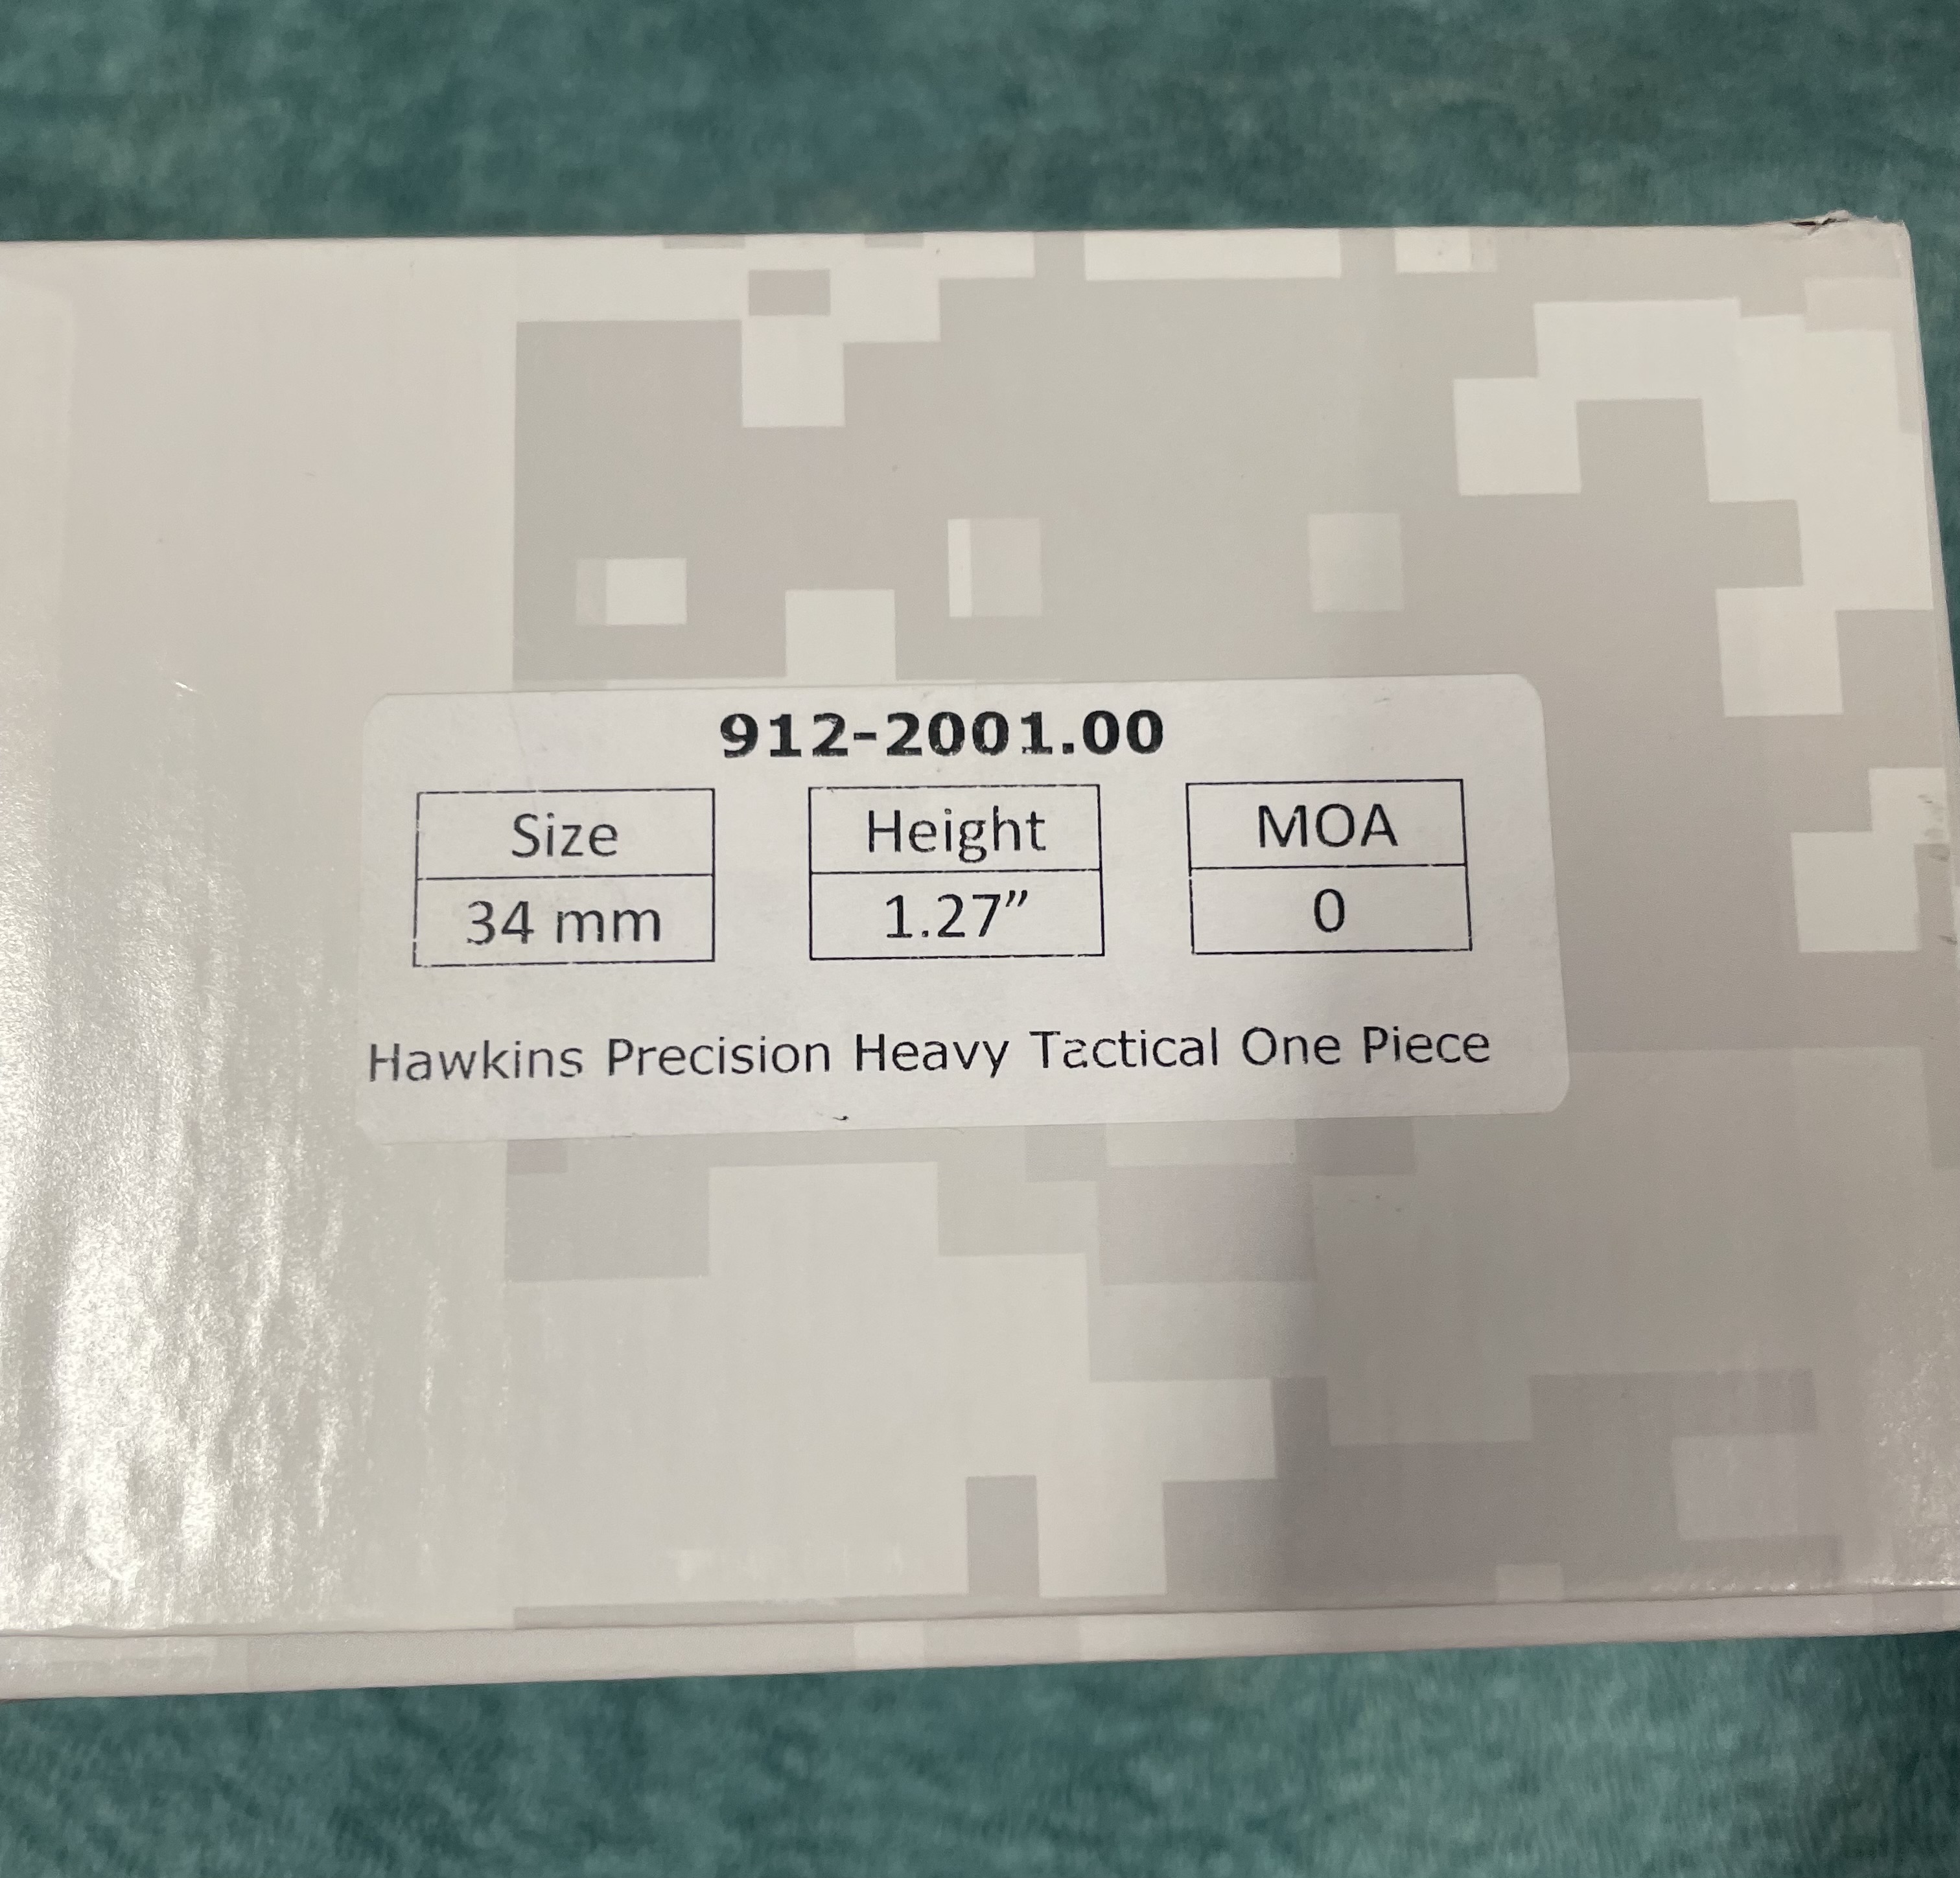 912-2001.00
Size Height MOA
34 mm 1.27” 0
Hawkins Precision Heavy Tactical One Piece